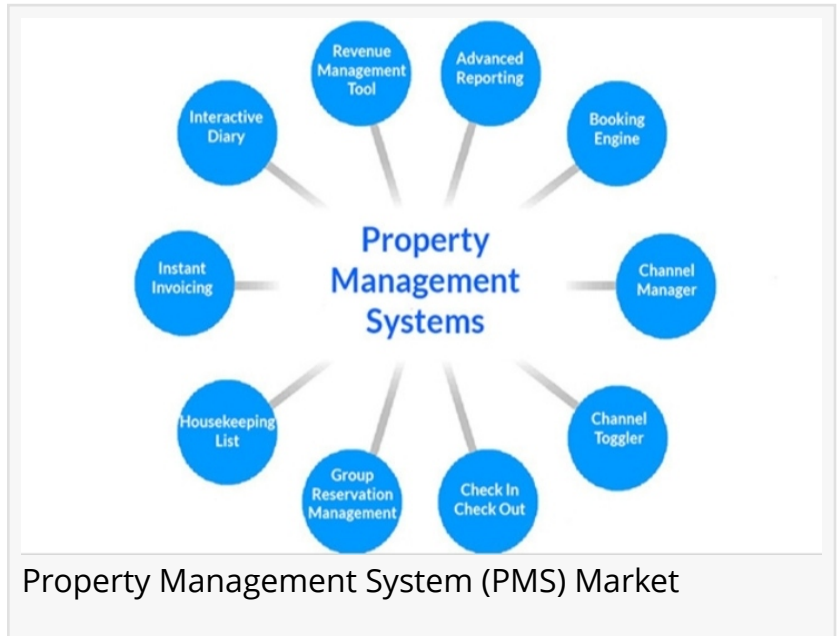 Revenue
Management
Tool
Advanced
Reporting
Interactive
Diary
Booking
Engine
Property
Management
Systems
Instant
Invoicing
Channel
Manager
Housekeeping
List
Channel
Toggler
Group
Reservation
Management
Check In
Check Out
Property Management System (PMS) Market